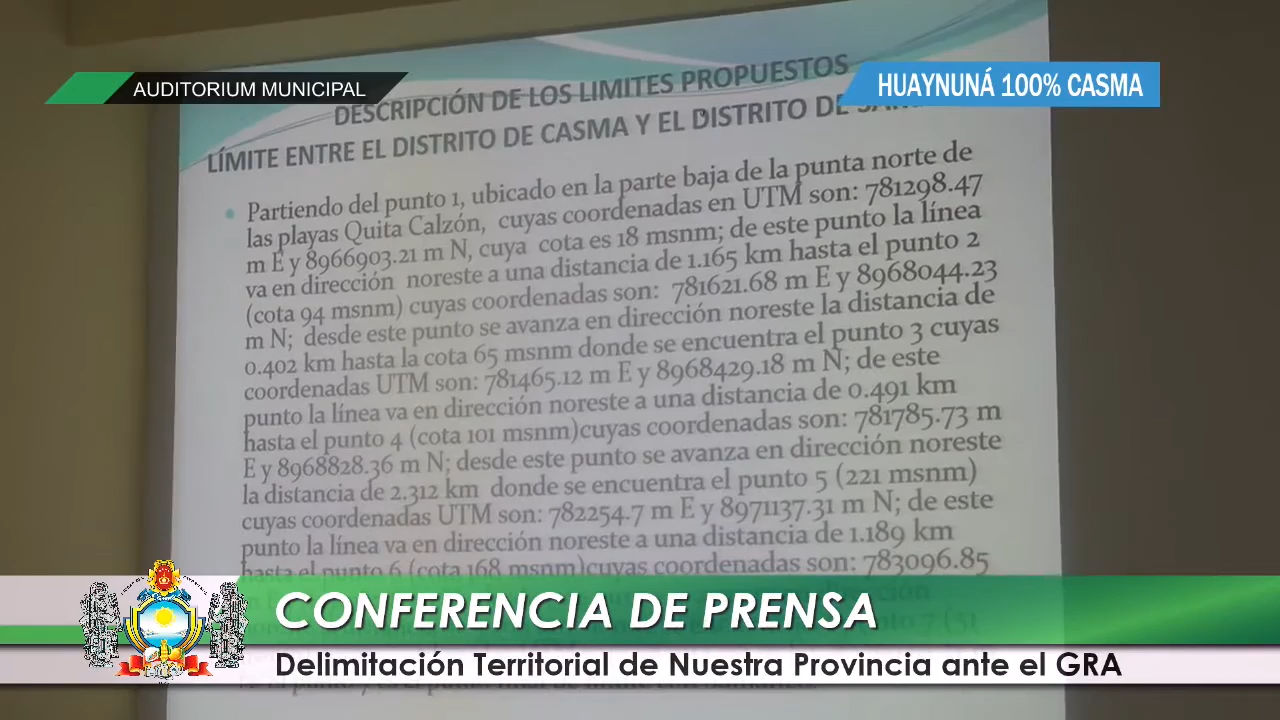 AUDITORIUM MUNICIPAL
HUAYNUNÁ 100% CASMA
DESCRIPCIÓN DE LOS LIMITES PROPUESTOS
LÍMITE ENTRE EL DISTRITO DE CASMA Y EL DISTRITO DE
Partiendo del punto 1, ubicado en la parte baja de la punta norte de
las playas Quita Calzón, cuyas coordenadas en UTM son: 781298.47
m E y 8966903.21 m N, cuya cota es 18 msnm; de este punto la línea
va en dirección noreste a una distancia de 1.165 km hasta el punto 2
(cota 94 msnm) cuyas coordenadas son: 781621.68 m E y 8968044.23
m N; desde este punto se avanza en dirección noreste la distancia de
0.402 km hasta la cota 65 msnm donde se encuentra el punto 3 cuyas
coordenadas UTM son: 781465.12 m E y 8968429.18 m N; de este
punto la línea va en dirección noreste a una distancia de 0.491 km
hasta el punto 4 (cota 101 msnm)cuyas coordenadas son: 781785.73 m
E y 8968828.36 m N; desde este punto se avanza en dirección noreste
la distancia de 2.312 km donde se encuentra el punto 5 (221 msnm)
cuyas coordenadas UTM son: 782254.7 m E y 8971137.31 m N; de este
punto la línea va en dirección noreste a una distancia de 1.189 km
hasta el punto 6 (cota 168 msnm)cuyas coordenadas son: 783096.85
CONFERENCIA DE PRENSA
Delimitación Territorial de Nuestra Provincia ante el GRA